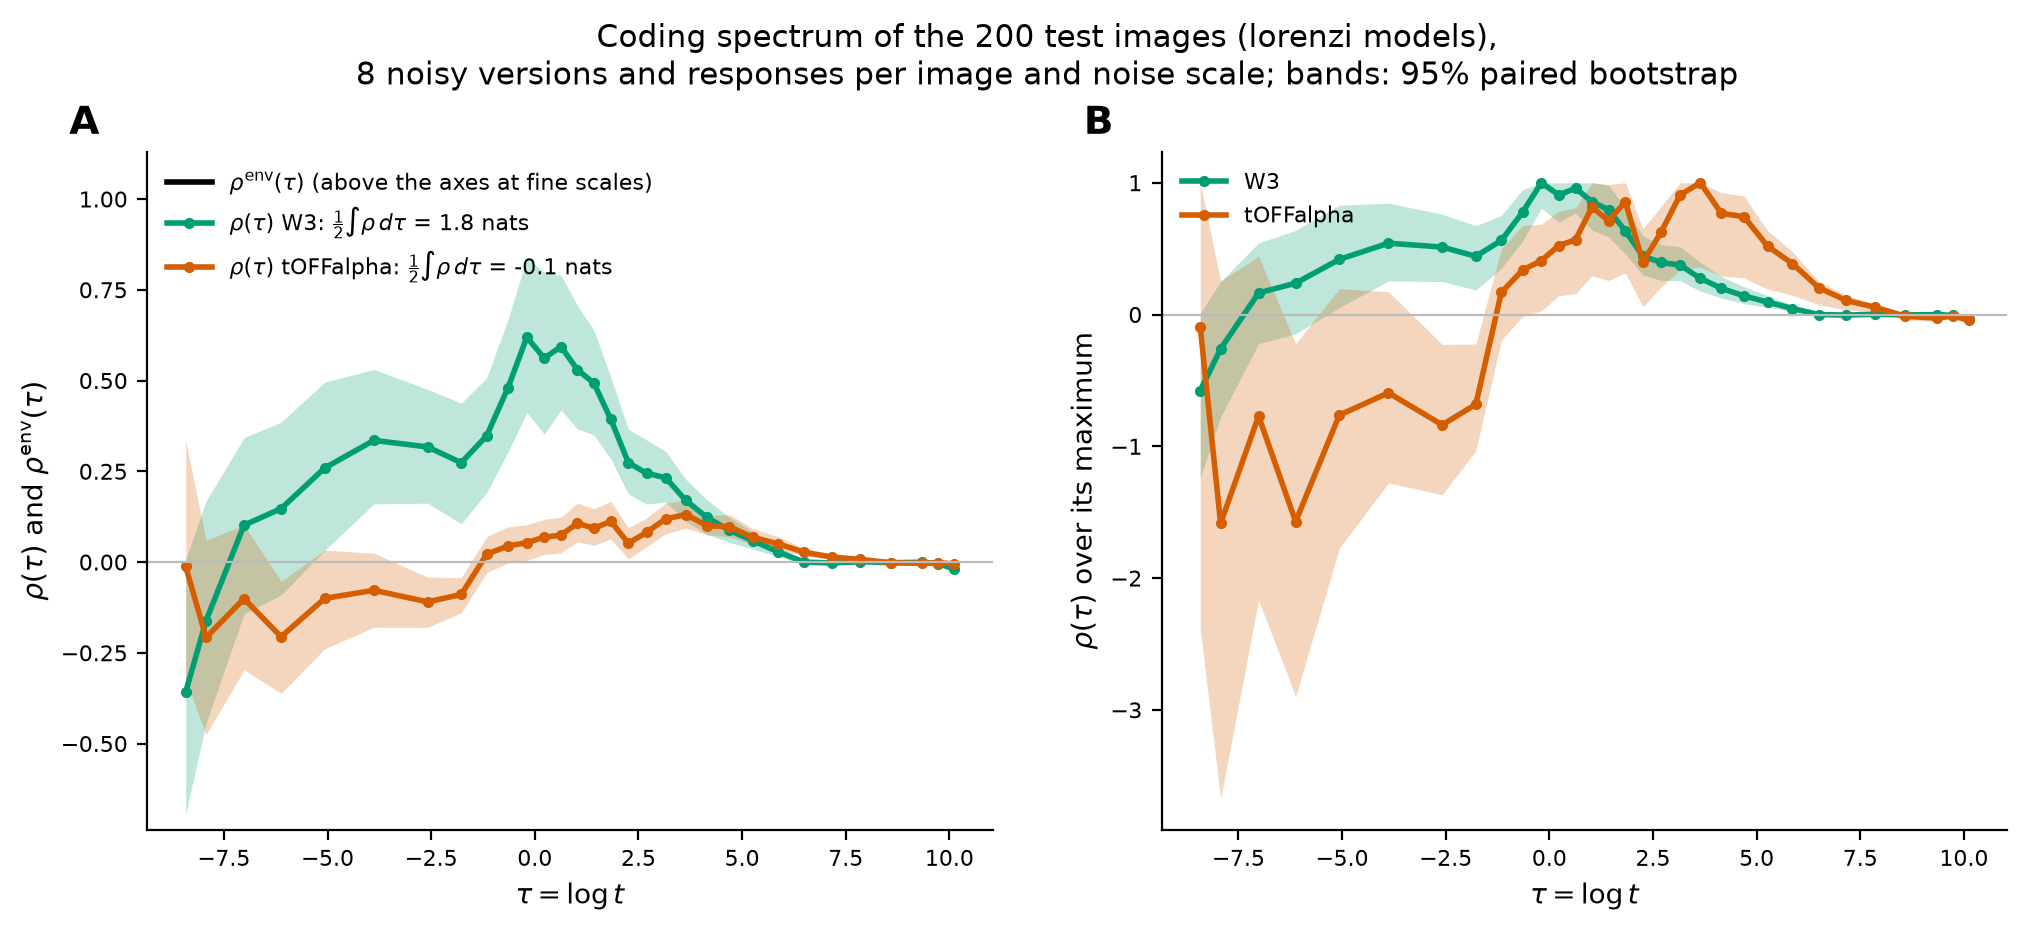 Coding spectrum of the 200 test images (lorenzi models),
8 noisy versions and responses per image and noise scale; bands: 95% paired bootstrap
A
ρ^env(τ) (above the axes at fine scales)
ρ(τ) W3: ½∫ρ dτ = 1.8 nats
ρ(τ) tOFFalpha: ½∫ρ dτ = -0.1 nats
1.00
0.75
0.50
0.25
0.00
−0.25
−0.50
ρ(τ) and ρ^env(τ)
−7.5 −5.0 −2.5 0.0 2.5 5.0 7.5 10.0
τ = log t
B
W3
tOFFalpha
1
0
−1
−2
−3
ρ(τ) over its maximum
−7.5 −5.0 −2.5 0.0 2.5 5.0 7.5 10.0
τ = log t